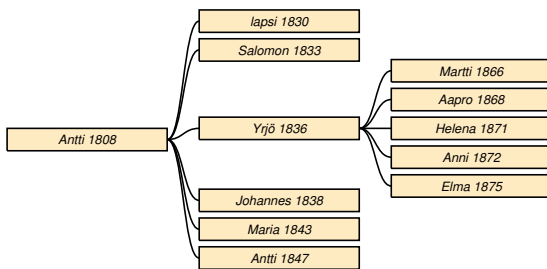 Antti 1808
lapsi 1830
Salomon 1833
Yrjö 1836
Martti 1866
Aapro 1868
Helena 1871
Anni 1872
Elma 1875
Johannes 1838
Maria 1843
Antti 1847